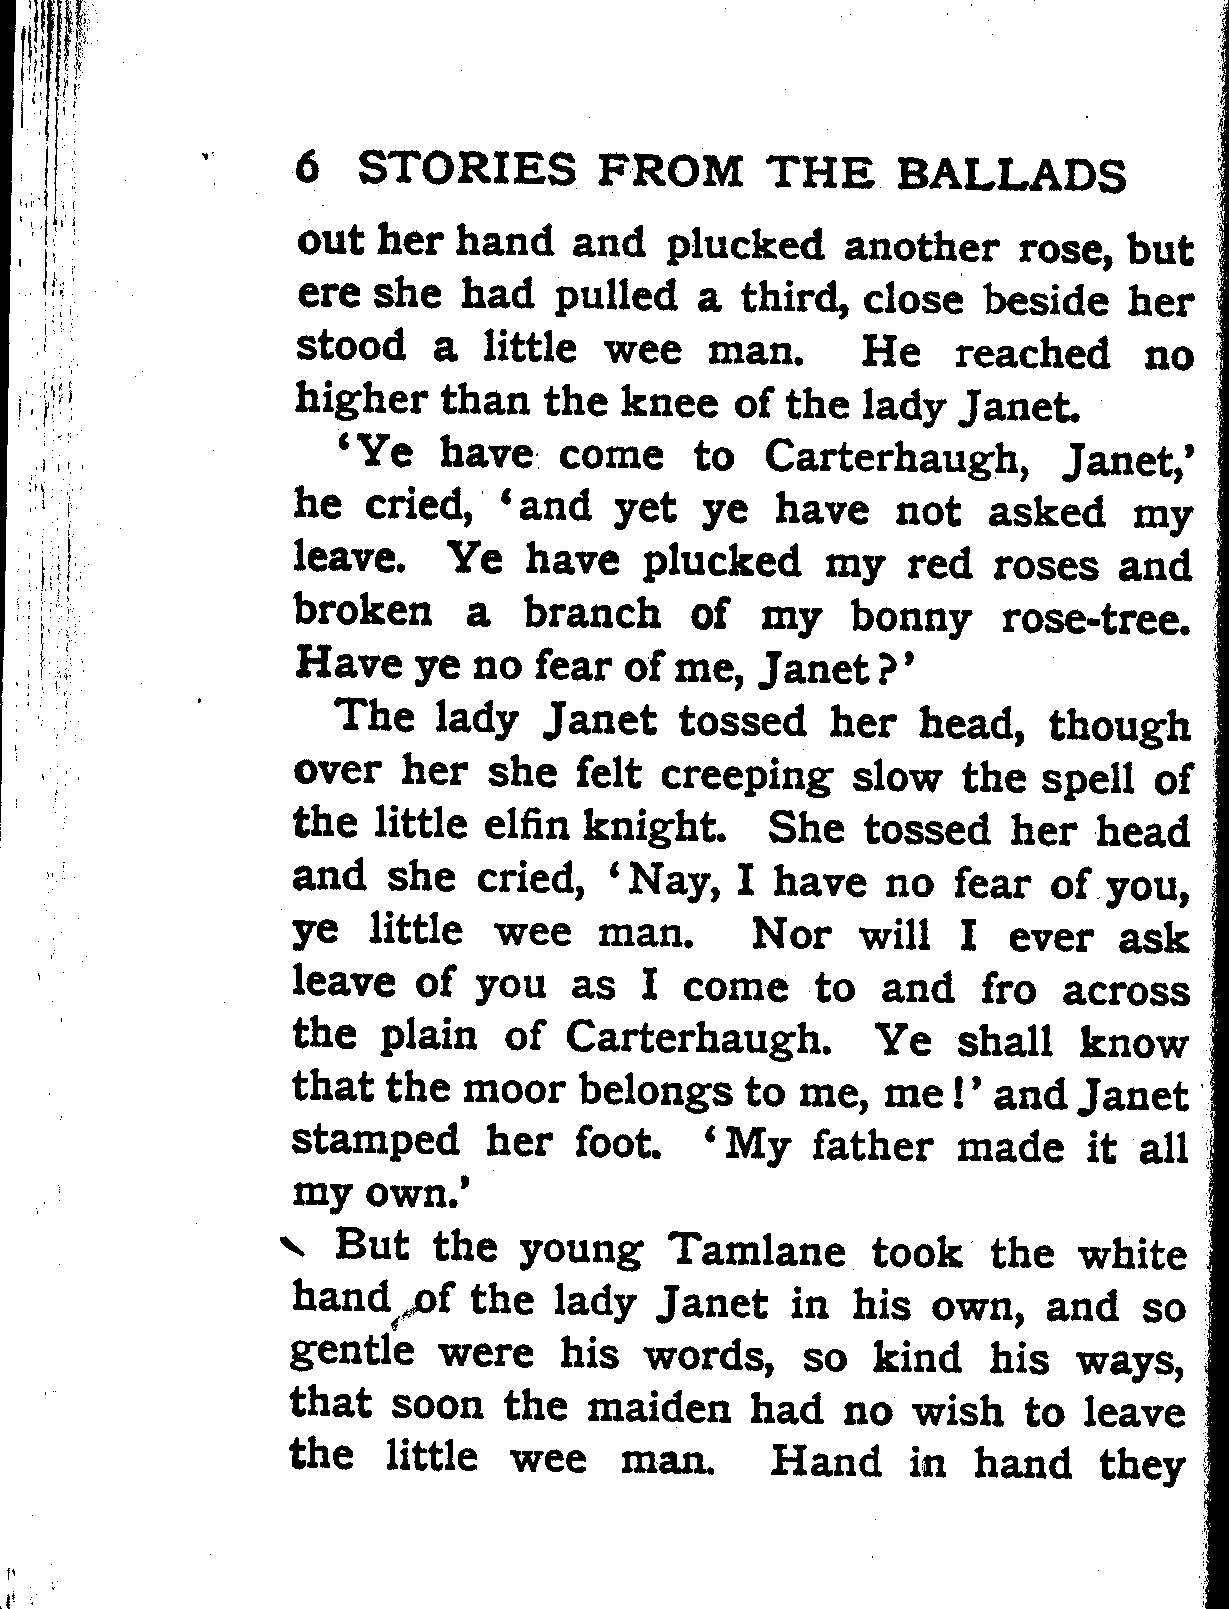 6 STORIES FROM THE BALLADS
out her hand and plucked another rose, but
ere she had pulled a third, close beside her
stood a little wee man. He reached no
higher than the knee of the lady Janet.
‘Ye have come to Carterhaugh, Janet,’
he cried, ‘and yet ye have not asked my
leave. Ye have plucked my red roses and
broken a branch of my bonny rose-tree.
Have ye no fear of me, Janet?’
The lady Janet tossed her head, though
over her she felt creeping slow the spell of
the little elfin knight. She tossed her head
and she cried, ‘Nay, I have no fear of you,
ye little wee man. Nor will I ever ask
leave of you as I come to and fro across
the plain of Carterhaugh. Ye shall know
that the moor belongs to me, me!’ and Janet
stamped her foot. ‘My father made it all
my own.’
But the young Tamlane took the white
hand of the lady Janet in his own, and so
gentle were his words, so kind his ways,
that soon the maiden had no wish to leave
the little wee man. Hand in hand they